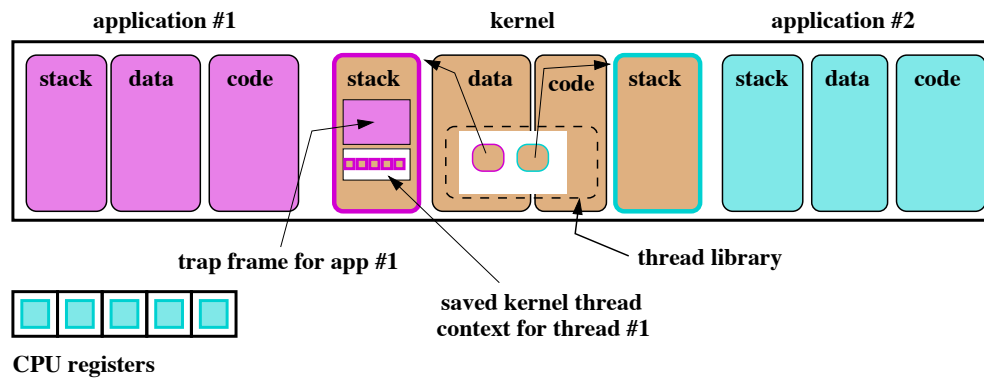 application #1
kernel
application #2
stack
data
code
stack
data
code
stack
stack
data
code
trap frame for app #1
thread library
saved kernel thread
context for thread #1
CPU registers